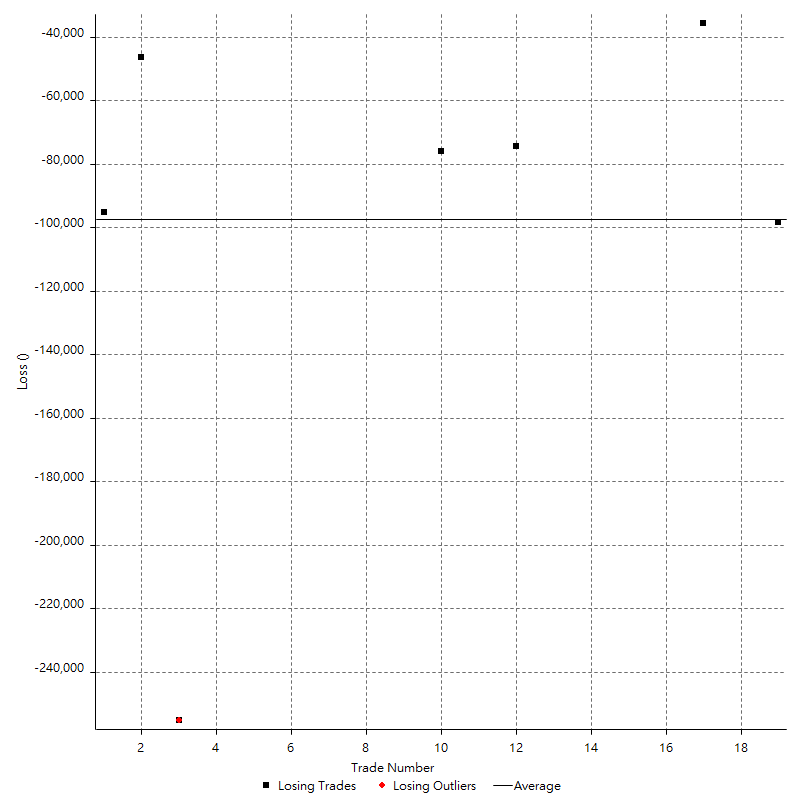 -40,000
-60,000
-80,000
-100,000
-120,000
-140,000
Loss ()
-160,000
-180,000
-200,000
-220,000
-240,000
2 4 6 8 10 12 14 16 18
Trade Number
Losing Trades Losing Outliers Average